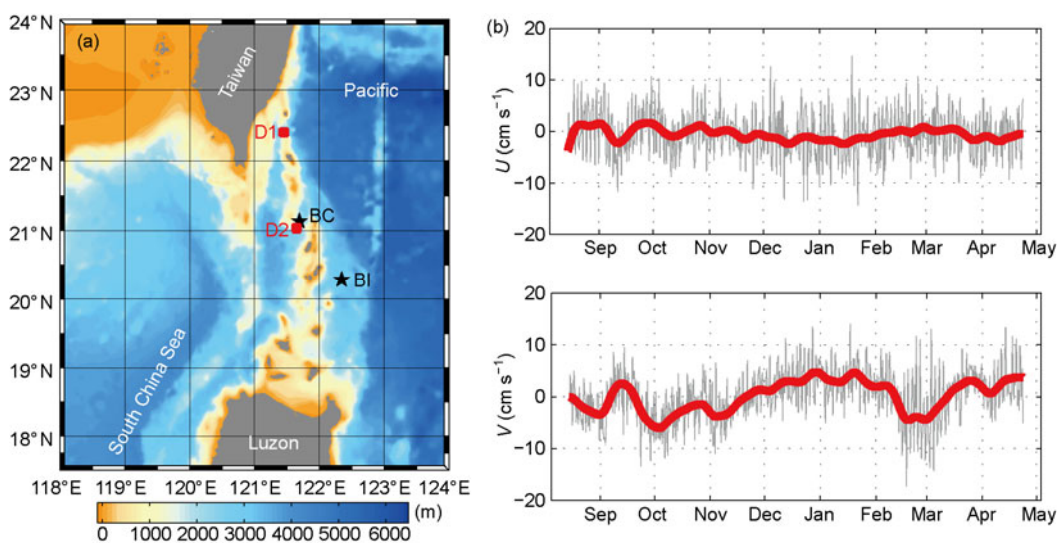 (a)
24° N
23° N
22° N
21° N
20° N
19° N
18° N
Taiwan
Pacific
D1
BC
D2
BI
South China Sea
Luzon
118° E 119° E 120° E 121° E 122° E 123° E 124° E
(m)
0 1000 2000 3000 4000 5000 6000
(b)
U (cm s⁻¹)
20
10
0
−10
−20
Sep Oct Nov Dec Jan Feb Mar Apr May
V (cm s⁻¹)
20
10
0
−10
−20
Sep Oct Nov Dec Jan Feb Mar Apr May